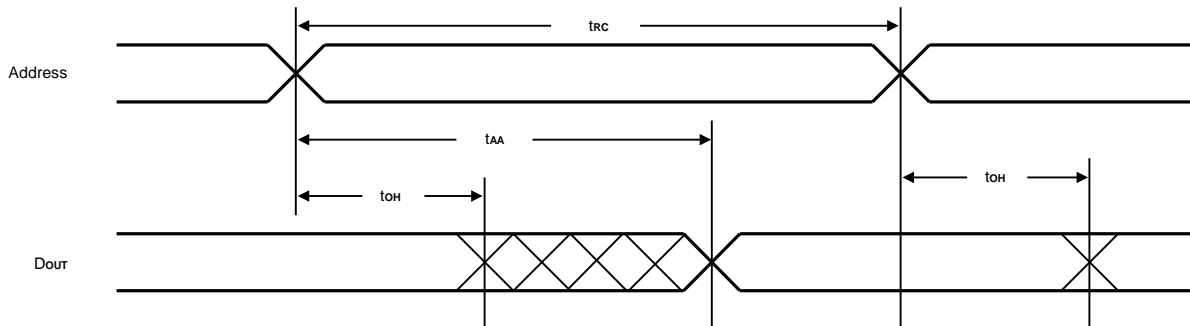 tRC
Address
tAA
tOH
tOH
DOUT